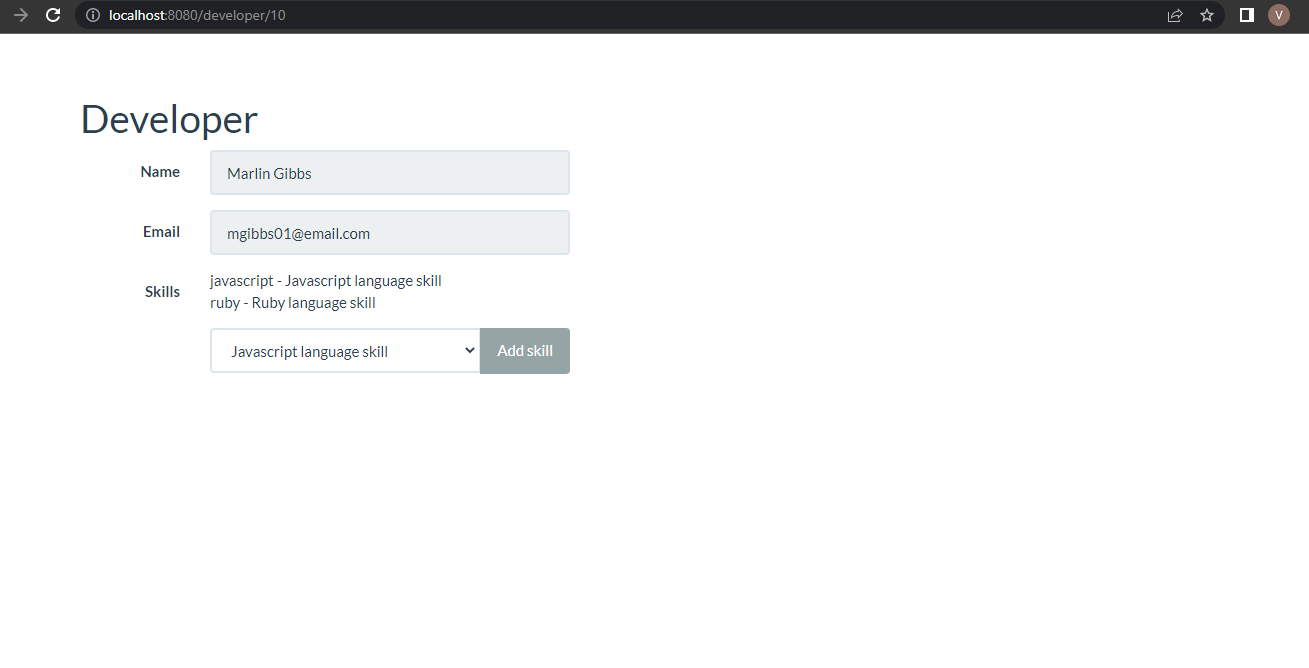 localhost:8080/developer/10
V
Developer
Name
Marlin Gibbs
Email
mgibbs01@email.com
Skills
javascript - Javascript language skill
ruby - Ruby language skill
Javascript language skill
Add skill